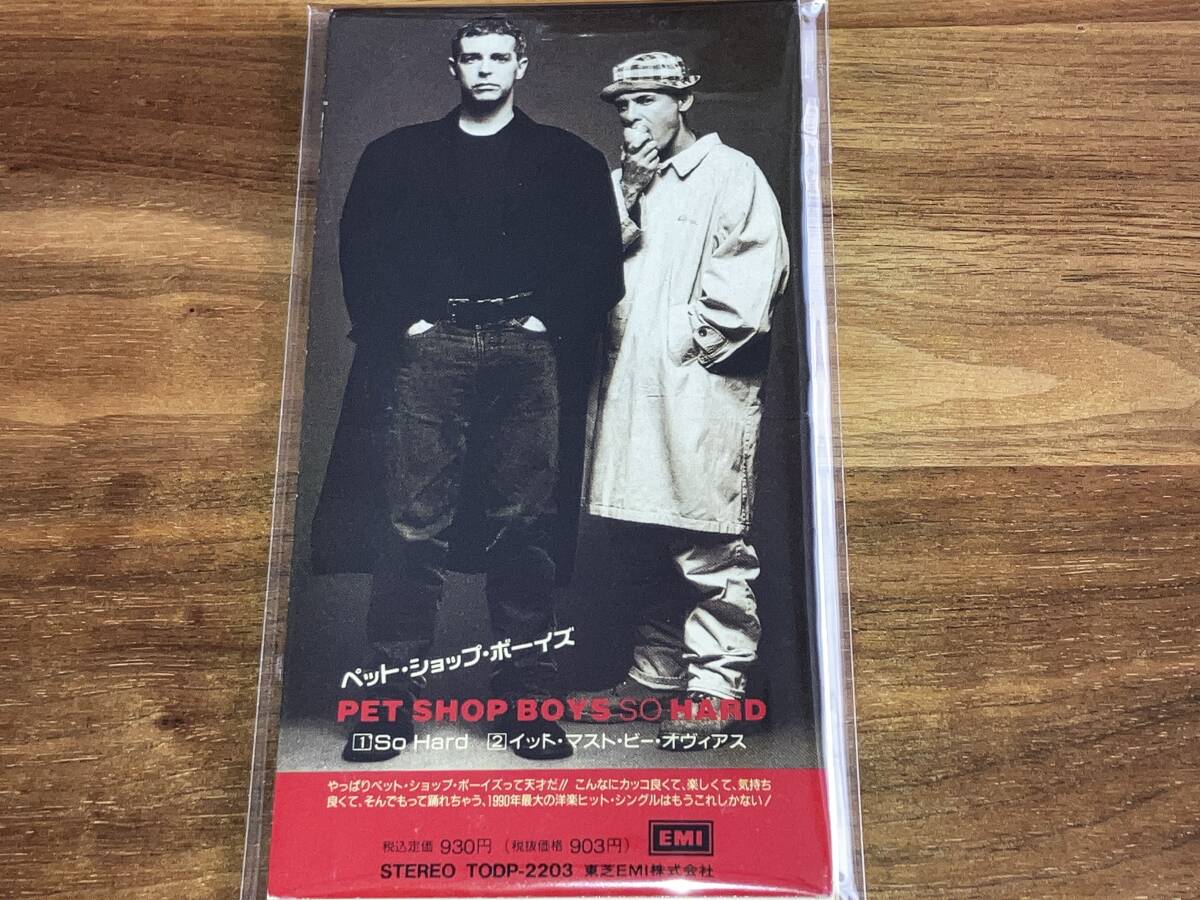 ペット・ショップ・ボーイズ
PET SHOP BOYS SO HARD
1 So Hard 2 イット・マスト・ビー・オヴィアス
やっぱりペット・ショップ・ボーイズって天才だ!! こんなにカッコ良くて、楽しくて、気持ち
良くて、そんでもって踊れちゃう、1990年最大の洋楽ヒット・シングルはもうこれしかない!
税込定価 930円 (税抜価格 903円) EMI
STEREO TODP-2203 東芝EMI株式会社